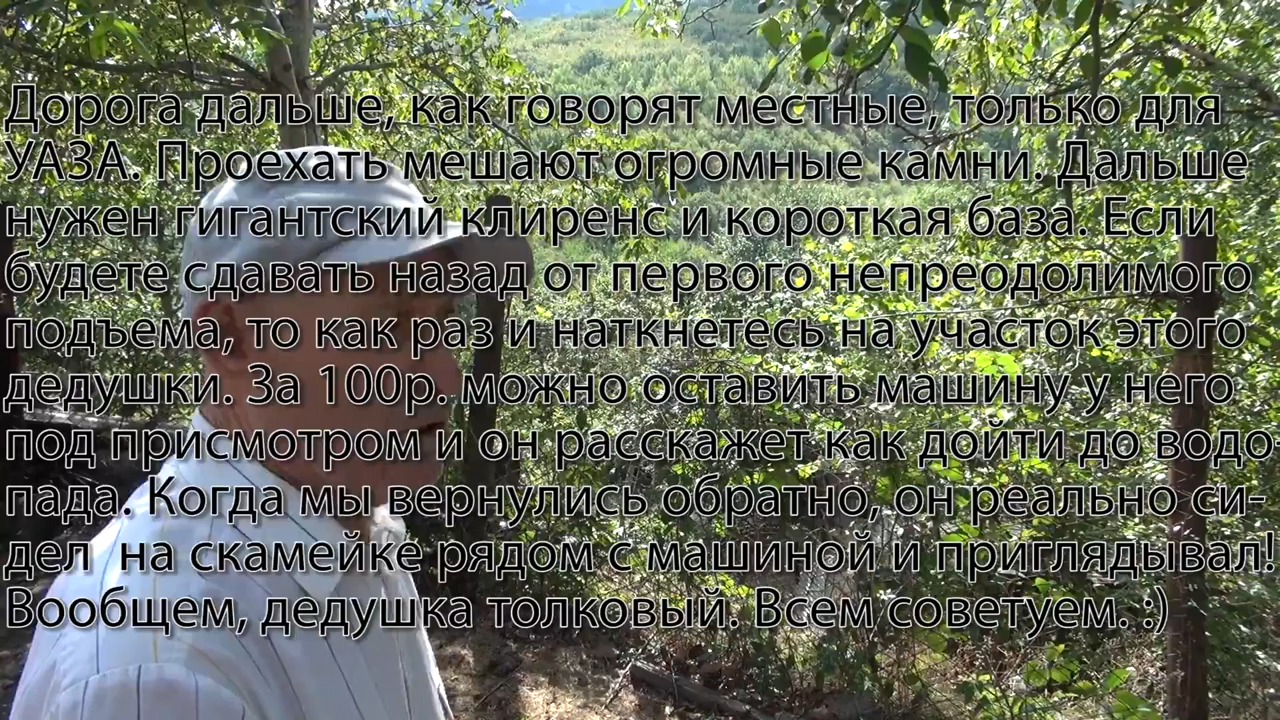 Дорога дальше, как говорят местные, только для
УАЗА. Проехать мешают огромные камни. Дальше
нужен гигантский клиренс и короткая база. Если
будете сдавать назад от первого непреодолимого
подъема, то как раз и наткнетесь на участок этого
дедушки. За 100р. можно оставить машину у него
под присмотром и он расскажет как дойти до водо
пада. Когда мы вернулись обратно, он реально си-
дел на скамейке рядом с машиной и приглядывал!
Вообщем, дедушка толковый. Всем советуем. :)